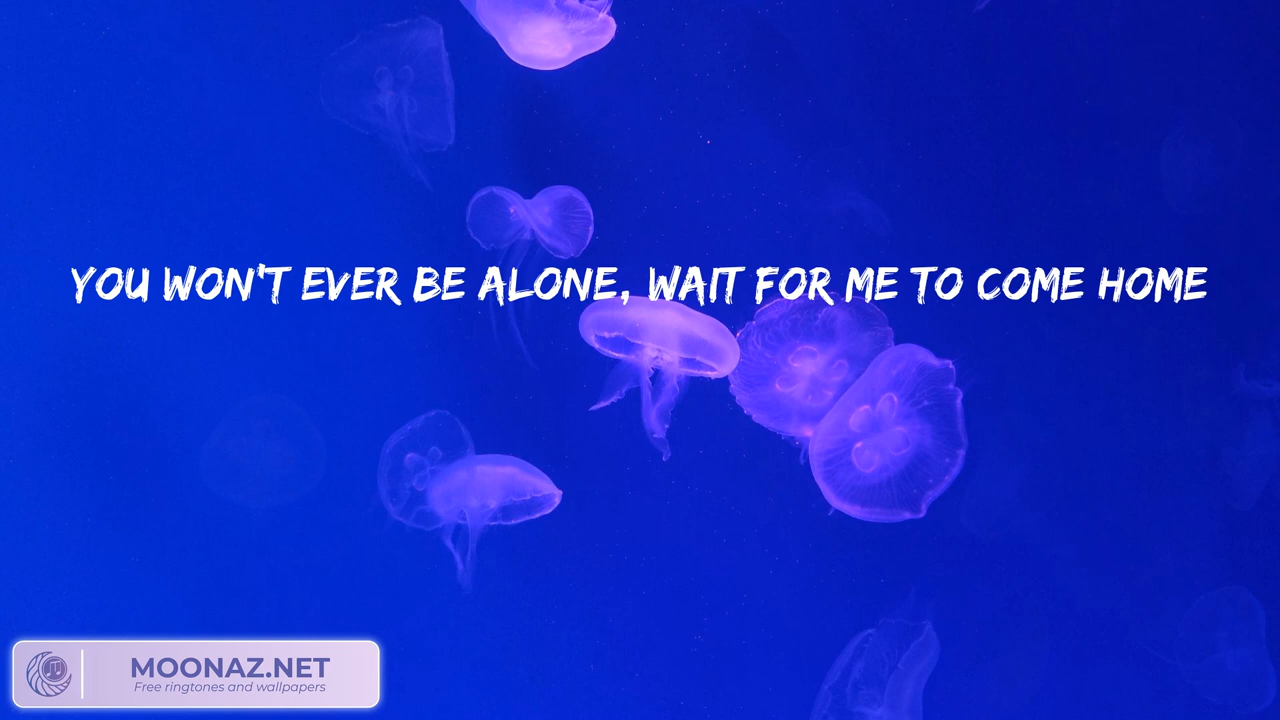 YOU WON'T EVER BE ALONE, WAIT FOR ME TO COME HOME
MOONAZ.NET
Free ringtones and wallpapers